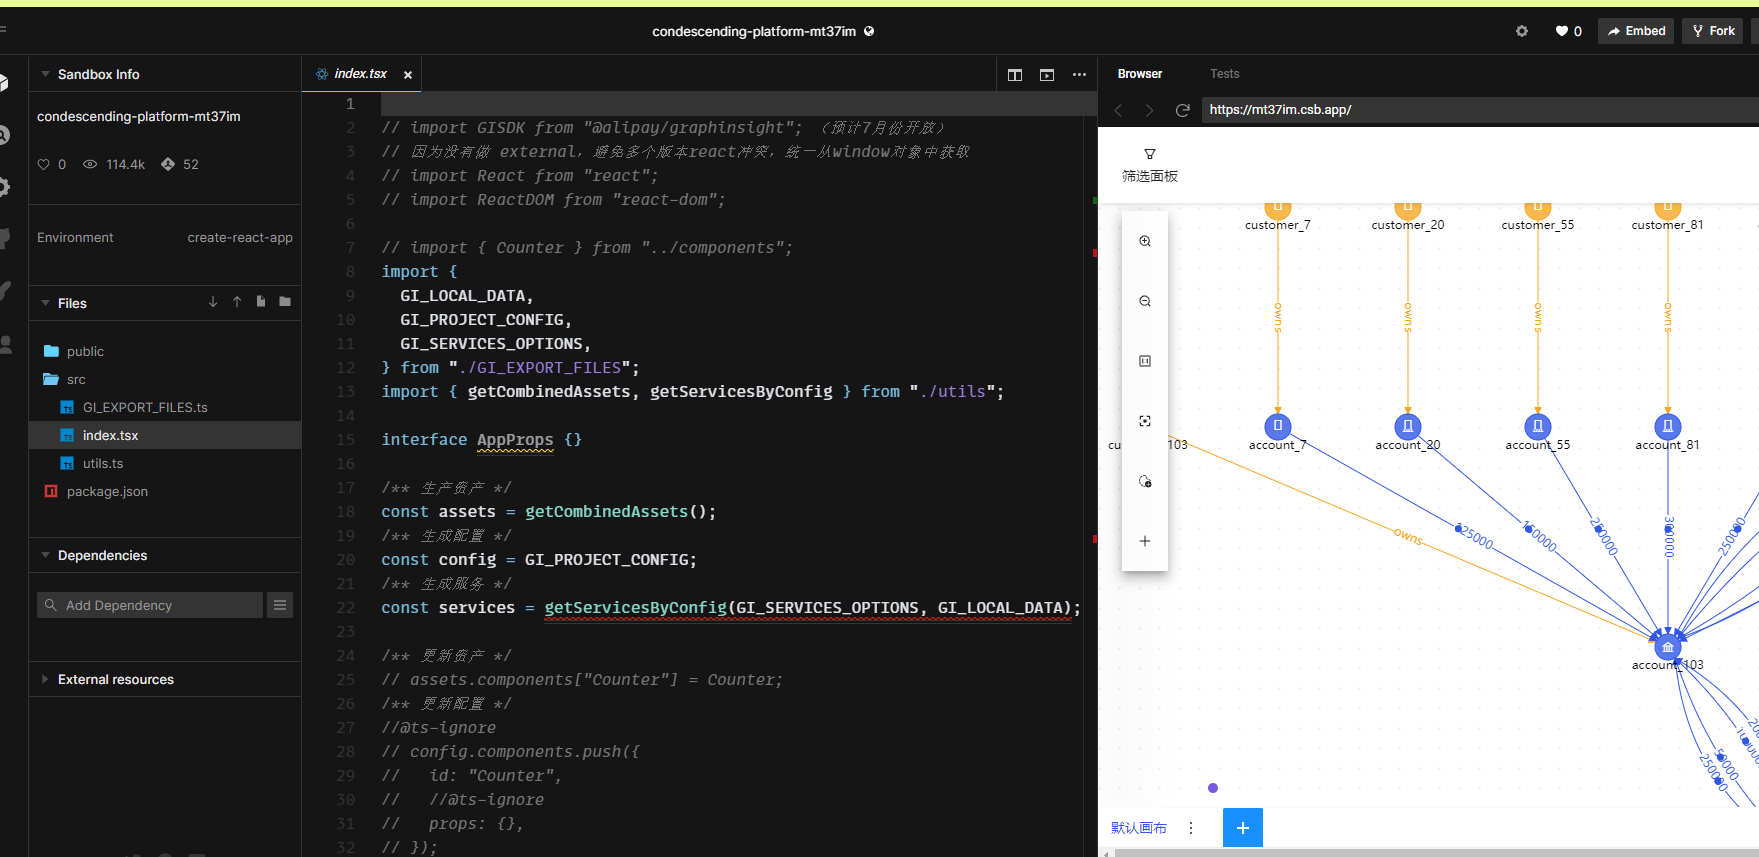 condescending-platform-mt37im
0
Embed
Fork
Sandbox Info
condescending-platform-mt37im
0
114.4k
52
Environment
create-react-app
Files
public
src
GI_EXPORT_FILES.ts
index.tsx
utils.ts
package.json
Dependencies
Add Dependency
External resources
index.tsx
1
2 // import GISDK from "@alipay/graphinsight"; （预计7月份开放）
3 // 因为没有做 external，避免多个版本react冲突，统一从window对象中获取
4 // import React from "react";
5 // import ReactDOM from "react-dom";
6
7 // import { Counter } from "../components";
8 import {
9 GI_LOCAL_DATA,
10 GI_PROJECT_CONFIG,
11 GI_SERVICES_OPTIONS,
12 } from "./GI_EXPORT_FILES";
13 import { getCombinedAssets, getServicesByConfig } from "./utils";
14
15 interface AppProps {}
16
17 /** 生产资产 */
18 const assets = getCombinedAssets();
19 /** 生成配置 */
20 const config = GI_PROJECT_CONFIG;
21 /** 生成服务 */
22 const services = getServicesByConfig(GI_SERVICES_OPTIONS, GI_LOCAL_DATA);
23
24 /** 更新资产 */
25 // assets.components["Counter"] = Counter;
26 /** 更新配置 */
27 //@ts-ignore
28 // config.components.push({
29 // id: "Counter",
30 // //@ts-ignore
31 // props: {},
32 // });
Browser
Tests
https://mt37im.csb.app/
筛选面板
customer_7
customer_20
customer_55
customer_81
owns
owns
owns
owns
cu
103
account_7
account_20
account_55
account_81
owns
125000
150000
250000
300000
250000
account_103
50000
250000
默认画布